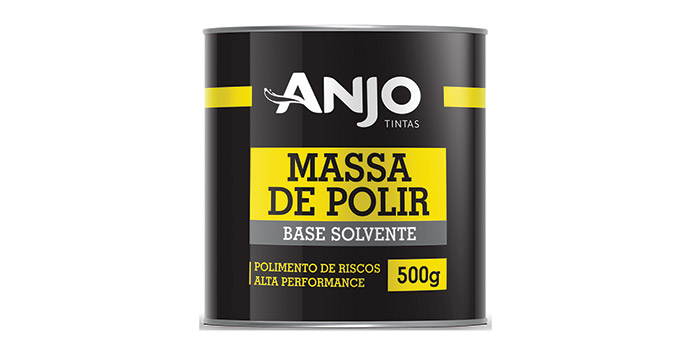 ANJO
TINTAS
MASSA
DE POLIR
BASE SOLVENTE
POLIMENTO DE RISCOS
ALTA PERFORMANCE
500g